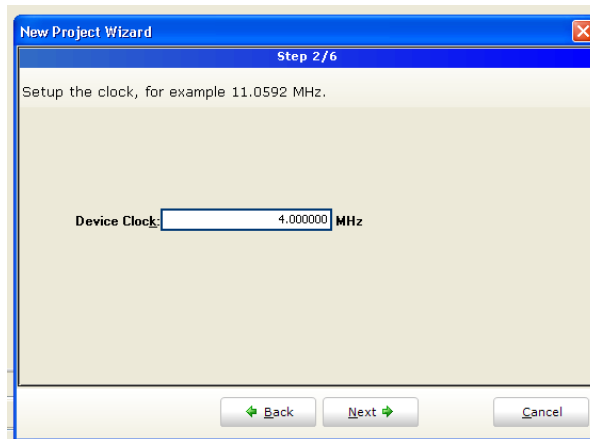 New Project Wizard
Step 2/6
Setup the clock, for example 11.0592 MHz.
Device Clock: 4.000000 MHz
Back Next Cancel